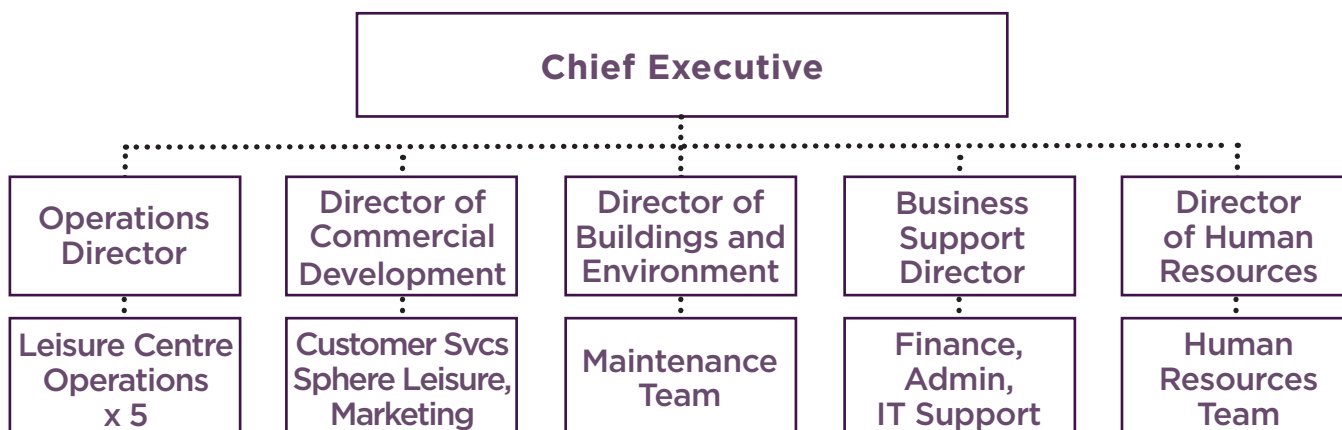 Chief Executive
Operations
Director
Director of
Commercial
Development
Director of
Buildings and
Environment
Business
Support
Director
Director
of Human
Resources
Leisure Centre
Operations
x 5
Customer Svcs
Sphere Leisure,
Marketing
Maintenance
Team
Finance,
Admin,
IT Support
Human
Resources
Team